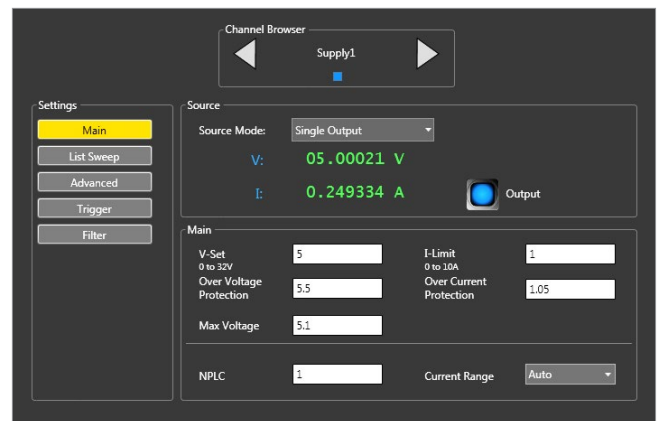 Channel Browser
Supply1
Settings
Main
List Sweep
Advanced
Trigger
Filter
Source
Source Mode: Single Output
V: 05.00021 V
I: 0.249334 A
Output
Main
V-Set 5
0 to 32V
I-Limit 1
0 to 10A
Over Voltage
Protection 5.5
Over Current
Protection 1.05
Max Voltage 5.1
NPLC 1
Current Range Auto